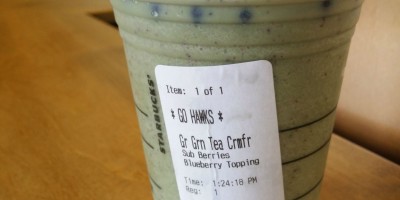 STARBUCKS
Item: 1 of 1
* GO HAWKS *
Gr Grn Tea Crmfr
Sub Berries
Blueberry Topping
Time: 1:24:18 PM
Reg: 1